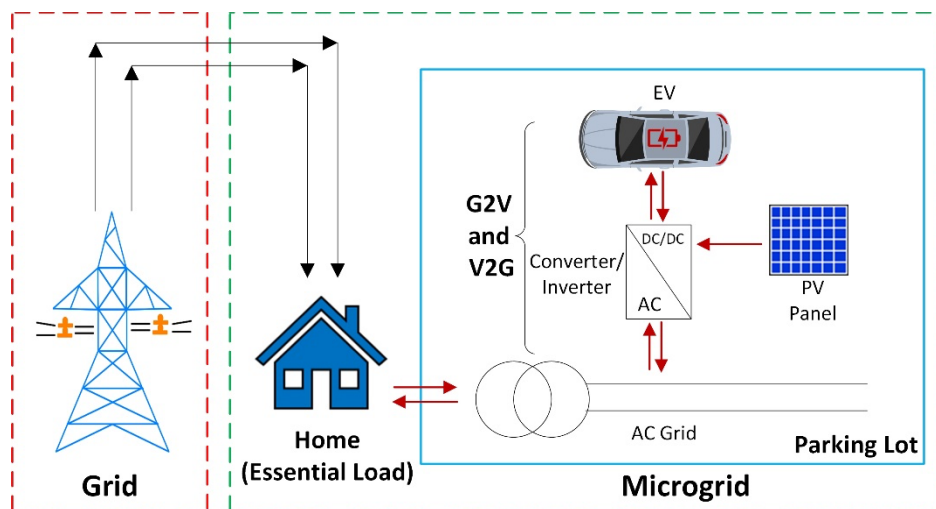 EV
G2V
and
V2G
Converter/
Inverter
DC/DC
AC
PV
Panel
Home
(Essential Load)
AC Grid
Parking Lot
Grid
Microgrid